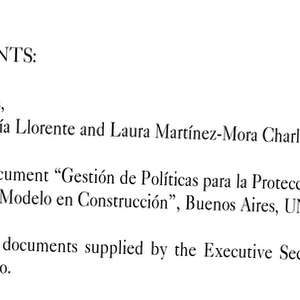 NTS:
,
ía Llorente and Laura Martínez-Mora Charl
cument “Gestión de Políticas para la Protecc
Modelo en Construcción”, Buenos Aires, UN
documents supplied by the Executive Sec
o.